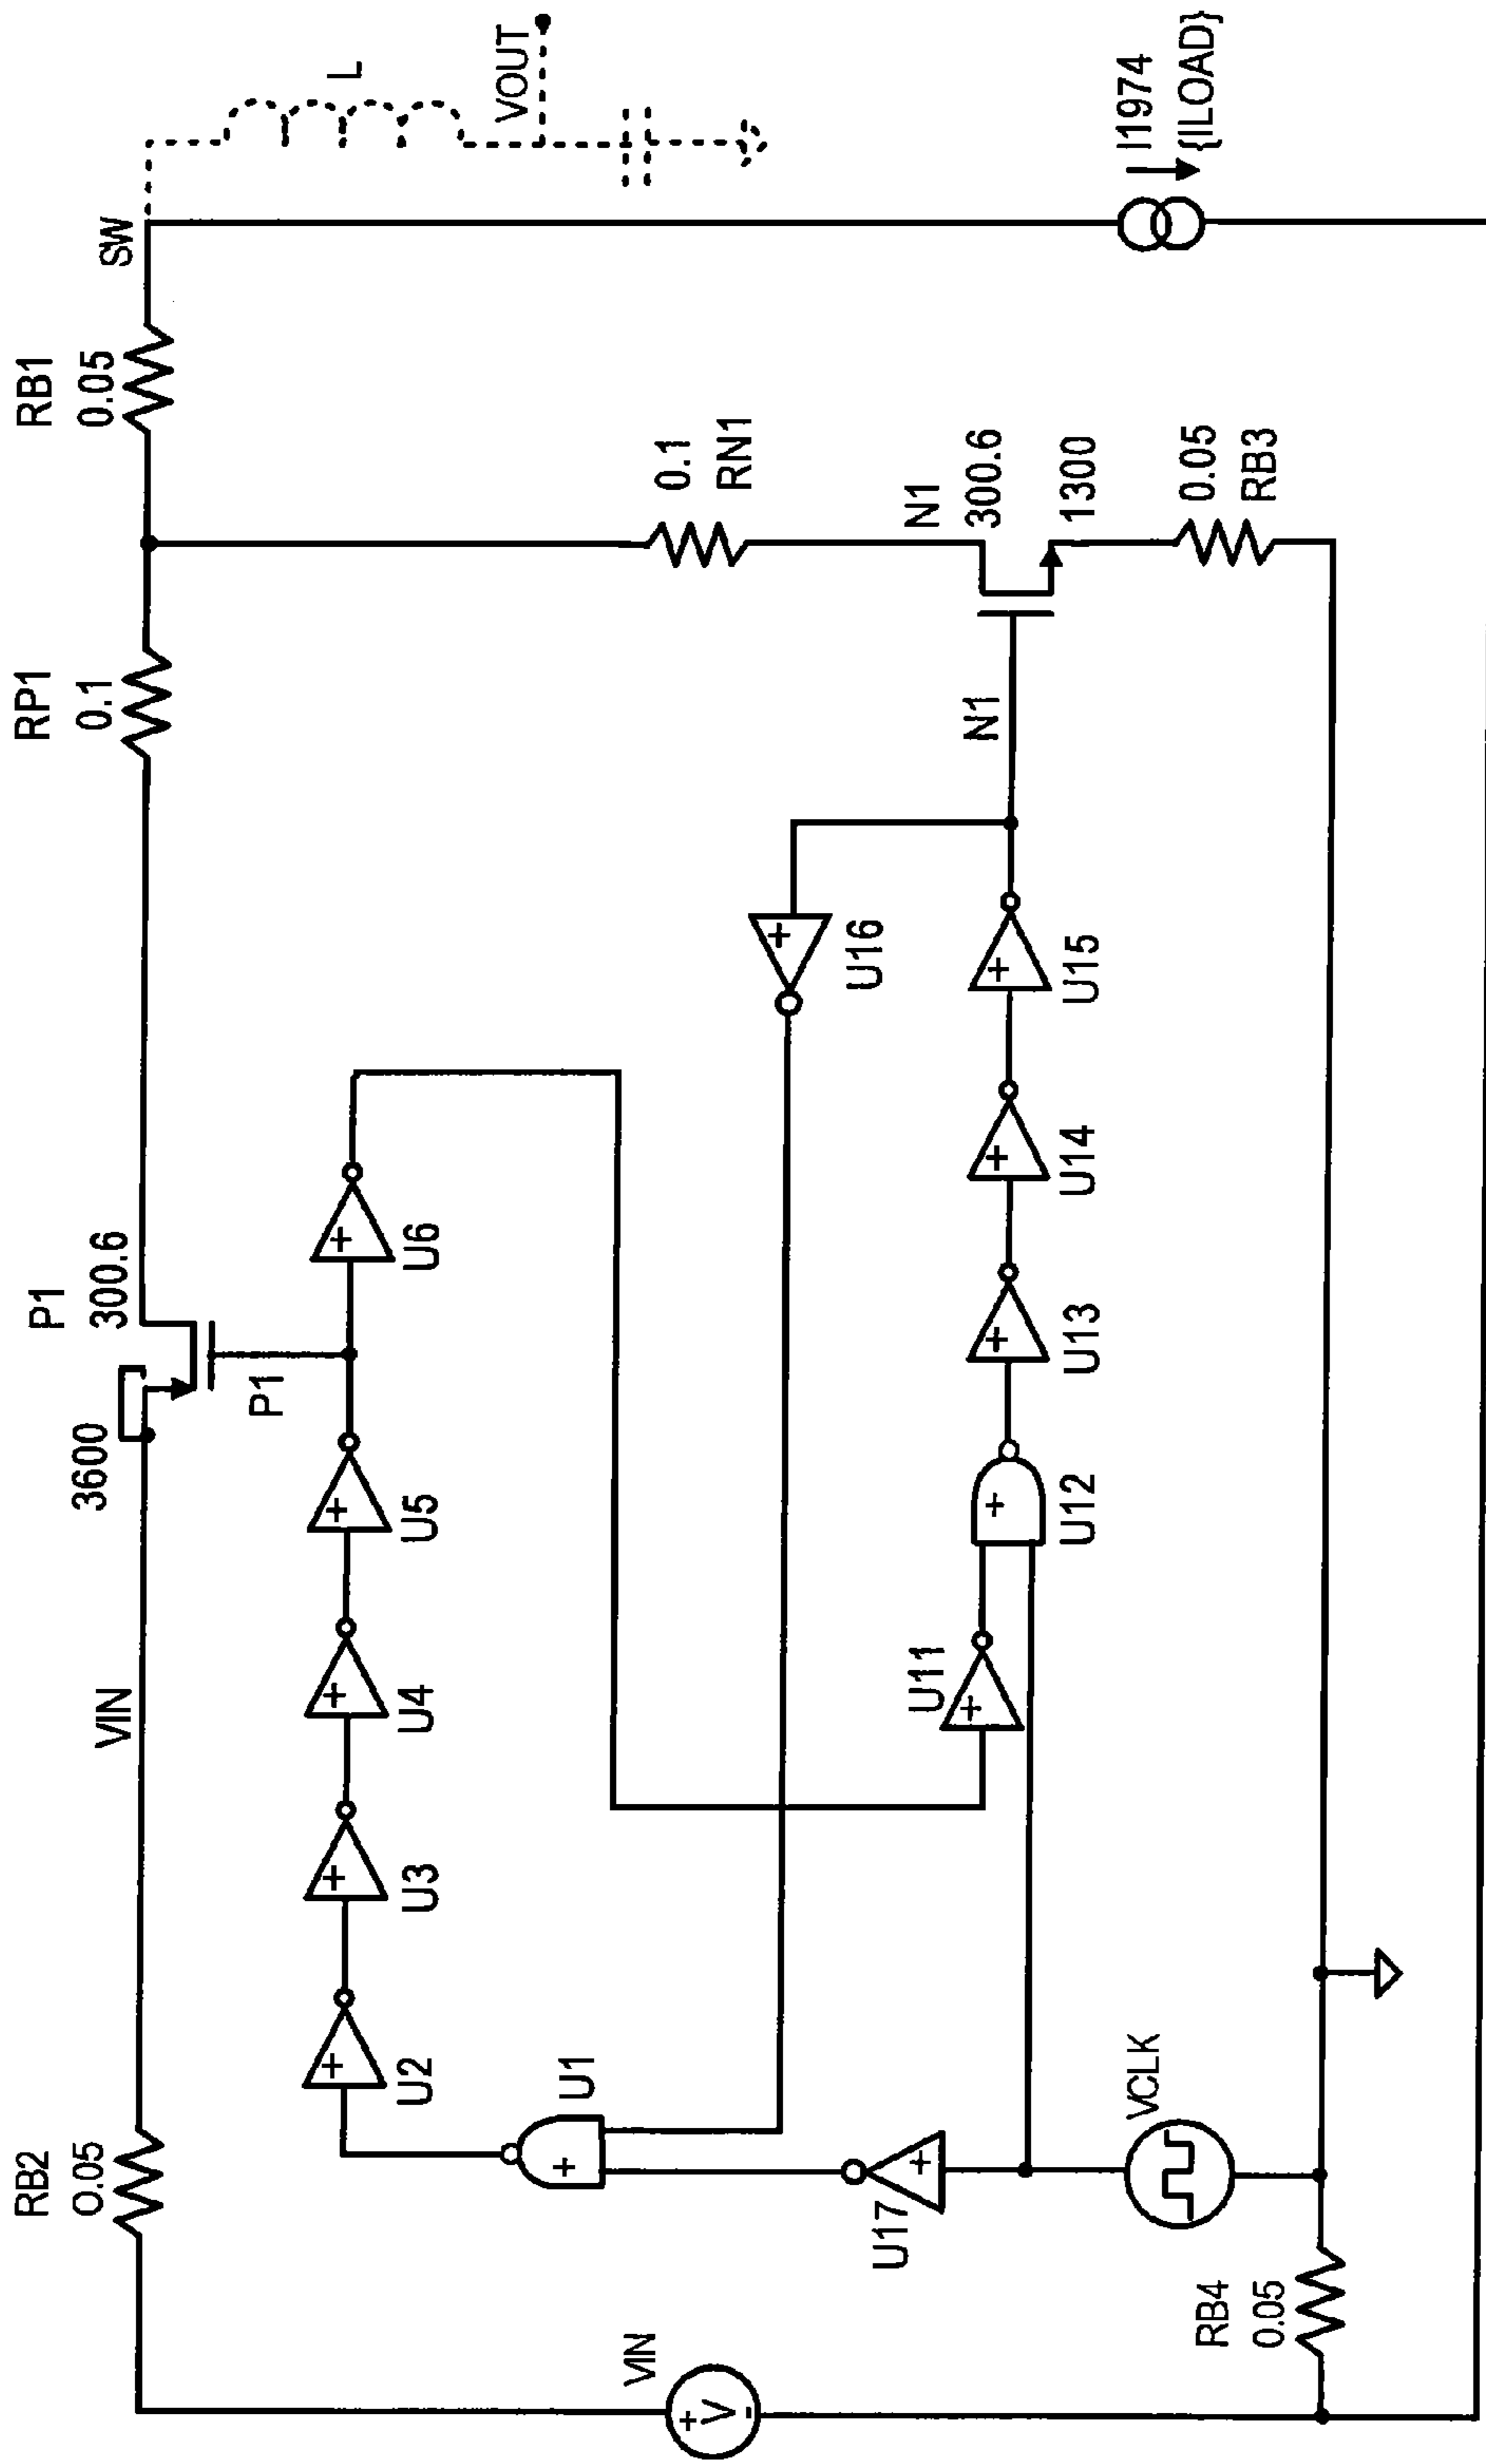 RB2
0.05
VIN
3600
P1
300.6
RP1
0.1
RB1
0.05
SW
L
VOUT
I1974
{ILOAD}
0.1
RN1
N1
300.6
1300
0.05
RB3
N1
P1
U2
U3
U4
U5
U6
U1
U17
U11
U12
U13
U14
U15
U16
VCLK
VIN
+
V
-
RB4
0.05
+
+
+
+
+
+
+
+
+
+
+
+
+